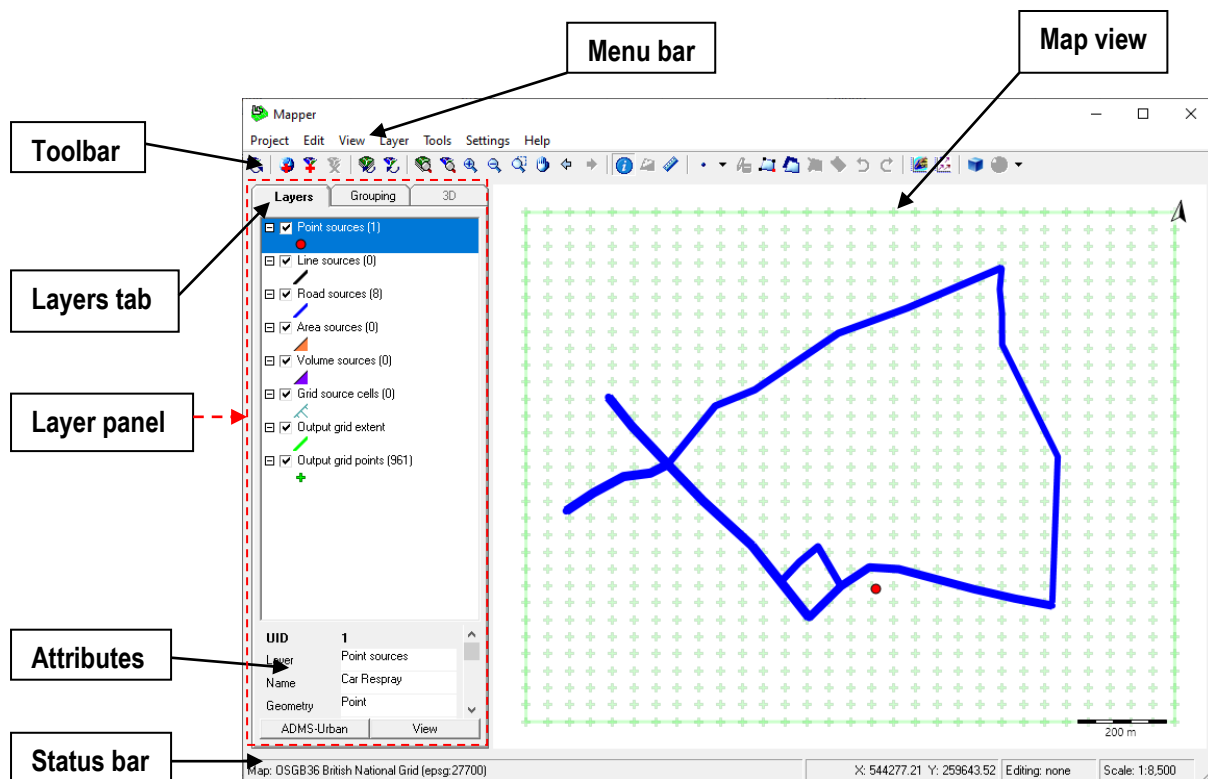 Menu bar
Map view
Toolbar
Layers tab
Layer panel
Attributes
Status bar
Mapper
Project Edit View Layer Tools Settings Help
Layers Grouping 3D
Point sources (1)
Line sources (0)
Road sources (8)
Area sources (0)
Volume sources (0)
Grid source cells (0)
Output grid extent
Output grid points (961)
UID 1
Layer Point sources
Name Car Respray
Geometry Point
ADMS-Urban View
200 m
Map: OSGB36 British National Grid (epsg:27700) X: 544277.21 Y: 259643.52 Editing: none Scale: 1:8,500